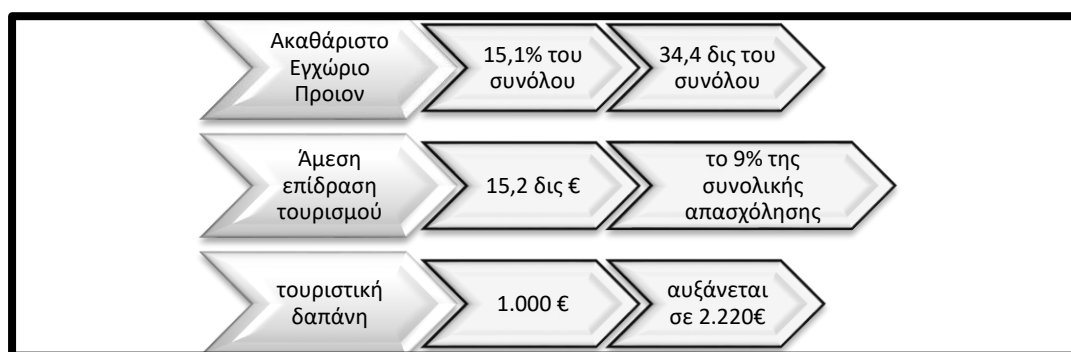 Ακαθάριστο
Εγχώριο
Προιον
15,1% του
συνόλου
34,4 δις του
συνόλου
Άμεση
επίδραση
τουρισμού
15,2 δις €
το 9% της
συνολικής
απασχόλησης
τουριστική
δαπάνη
1.000 €
αυξάνεται
σε 2.220€